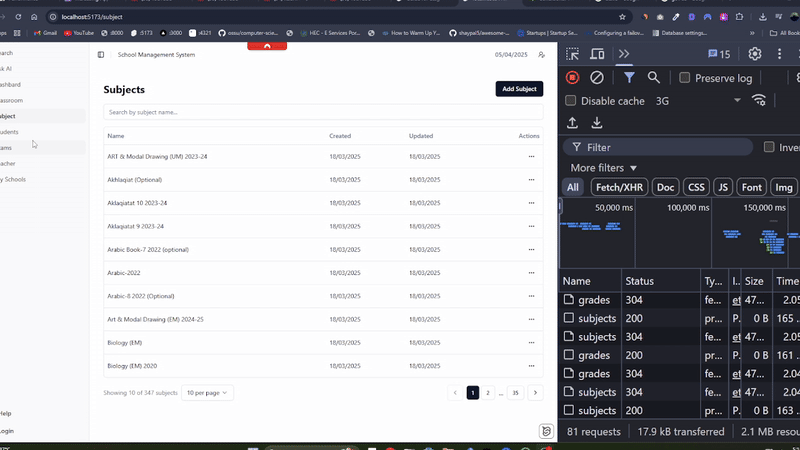 localhost:5173/subject
Gmail YouTube Maps 8000 5173 :4321 ossu/computer-scie... HEC - E Services Por... How to Warm Up Y... shaypal5/awesome-... Startups | Startup Se... Configuring a failov... Database settings... All Boo
earch
sk AI
ashboard
assroom
ubject
tudents
ams
eacher
y Schools
Help
Login
School Management System
05/04/2025
Subjects
Add Subject
Search by subject name...
Name Created Updated Actions
ART & Modal Drawing (UM) 2023-24 18/03/2025 18/03/2025 ...
Akhlaqiat (Optional) 18/03/2025 18/03/2025 ...
Aklaqiatat 10 2023-24 18/03/2025 18/03/2025 ...
Aklaqiatat 9 2023-24 18/03/2025 18/03/2025 ...
Arabic Book-7 2022 (optional) 18/03/2025 18/03/2025 ...
Arabic-2022 18/03/2025 18/03/2025 ...
Arabic-8 2022 (Optional) 18/03/2025 18/03/2025 ...
Art & Modal Drawing (EM) 2024-25 18/03/2025 18/03/2025 ...
Biology (EM) 18/03/2025 18/03/2025 ...
Biology (EM) 2020 18/03/2025 18/03/2025 ...
Showing 10 of 347 subjects 10 per page 1 2 ... 35
15
Preserve log
Disable cache 3G
Filter Inver
More filters
All Fetch/XHR Doc CSS JS Font Img
50,000 ms 100,000 ms 150,000 ms
Name Status Ty... I.. Size Time
grades 304 fe... et 47... 2.05
subjects 200 pr... P. 0 B 165 ...
subjects 304 fe... et 47... 2.05
grades 200 pr... P. 0 B 161 ...
grades 304 fe... et 47... 2.04
subjects 304 fe... et 47... 2.04
subjects 200 pr... P. 0 B 163 ...
81 requests 17.9 kB transferred 2.1 MB resou